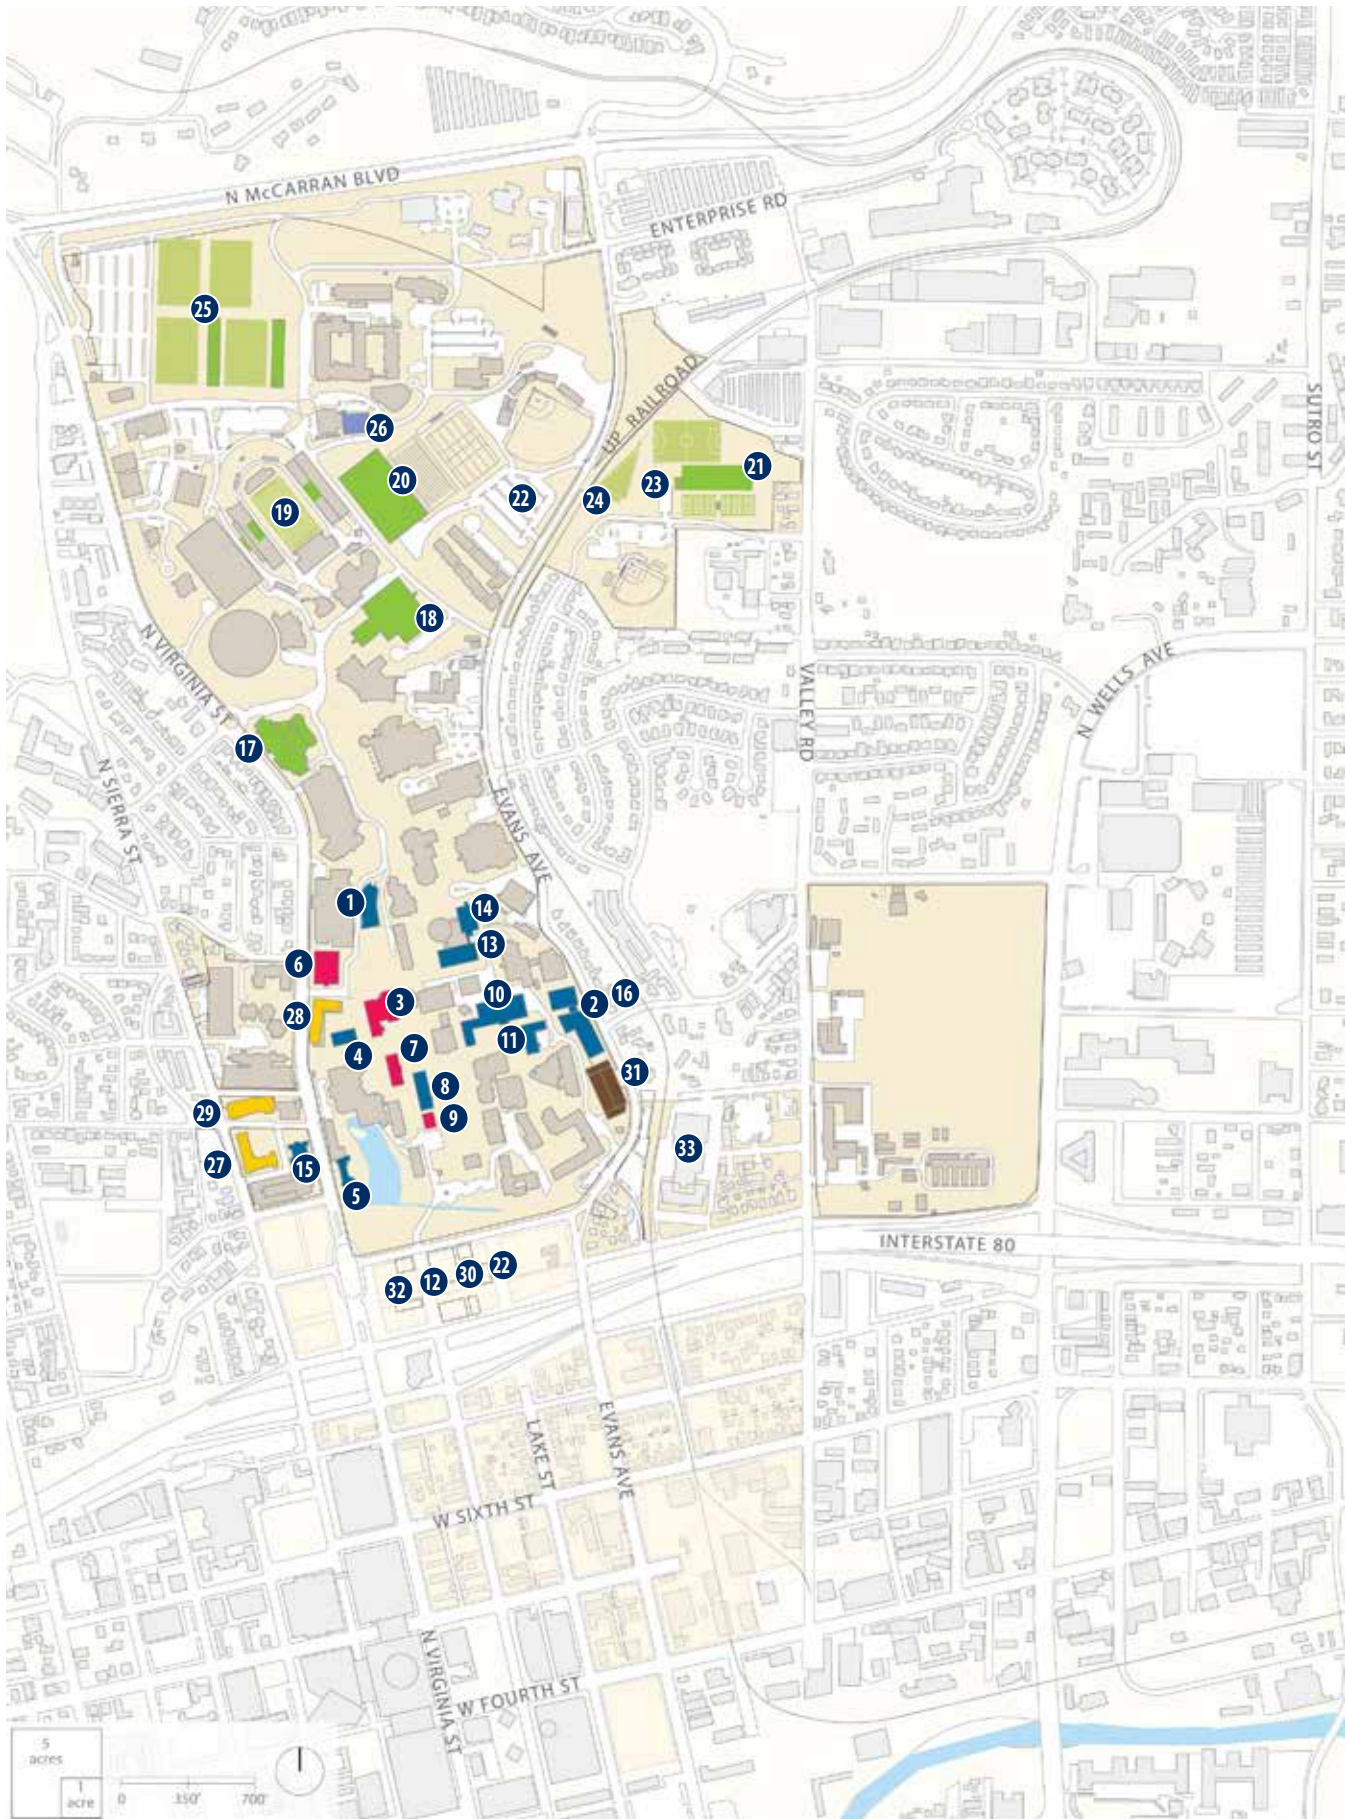 N McCARRAN BLVD
ENTERPRISE RD
25
UP RAILROAD
SUTRO ST
26
20
21
22
23
24
19
18
N VIRGINIA ST
N WELLS AVE
VALLEY RD
17
N SIERRA ST
EVANS AVE
1
14
13
6
10
2
16
28
3
11
4
7
31
8
29
9
33
27
15
5
INTERSTATE 80
22
30
12
32
LAKE ST
EVANS AVE
W SIXTH ST
N VIRGINIA ST
W FOURTH ST
5
acres
1
acre
0 350' 700'